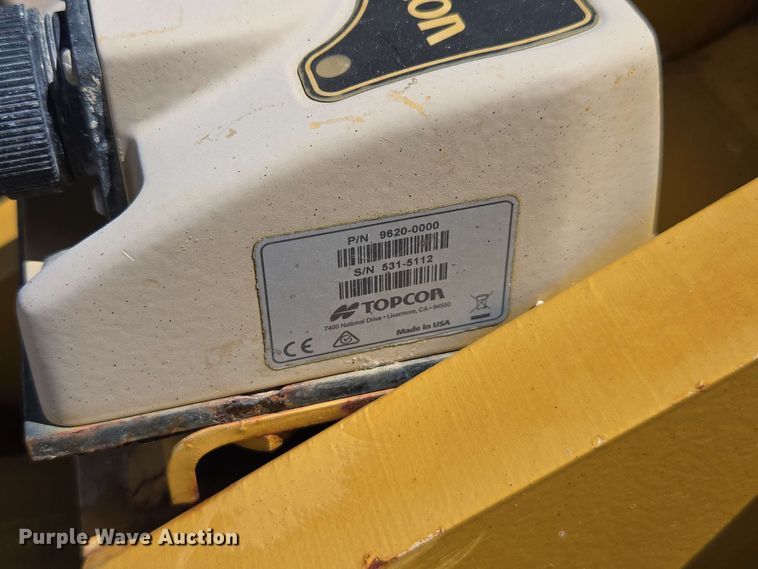 P/N 9620-0000
S/N 531-5112
TOPCON
7400 National Drive • Livermore, CA • 94550
Made in USA
CE
Purple Wave Auction